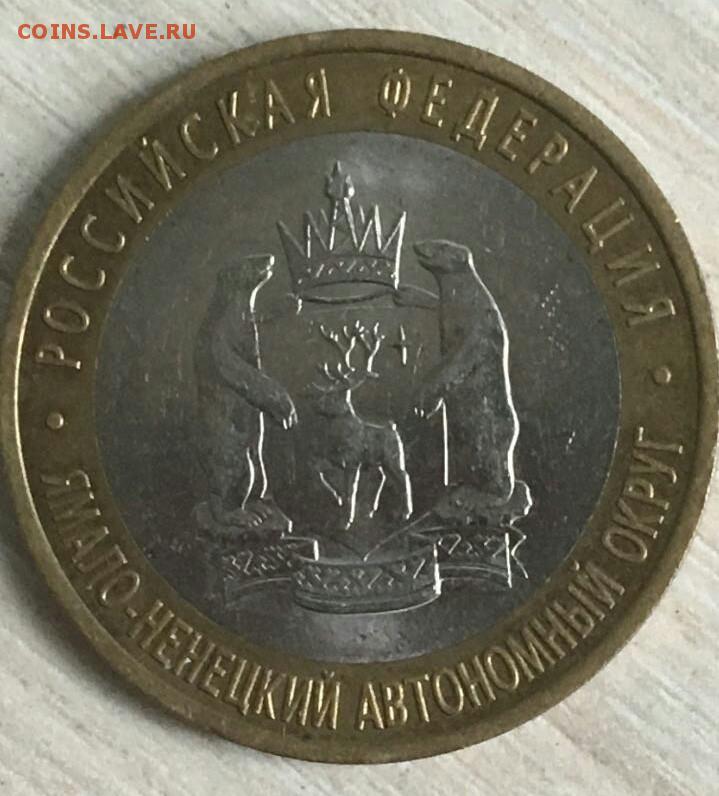 COINS.LAVE.RU
РОССИЙСКАЯ ФЕДЕРАЦИЯ
ЯМАЛО-НЕНЕЦКИЙ АВТОНОМНЫЙ ОКРУГ